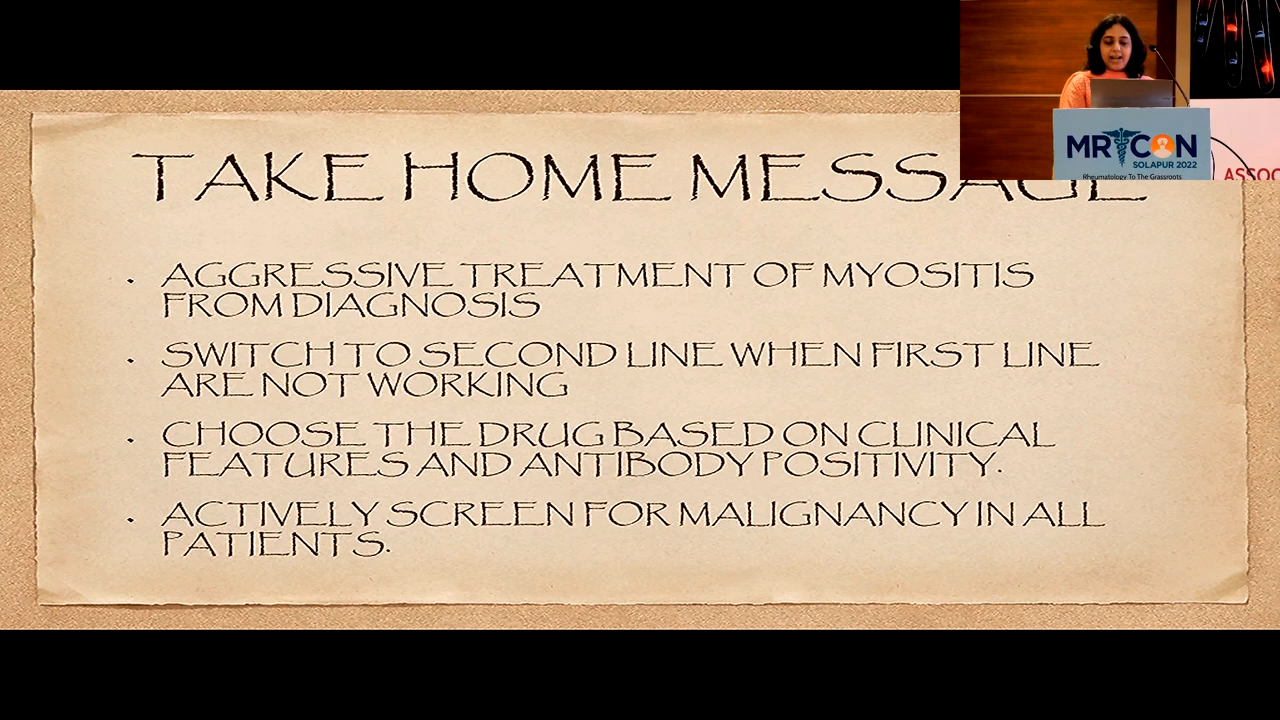 TAKE HOME MESSAGE
MRCON
SOLAPUR 2022
Rheumatology To The Grassroots
ASSOC
• AGGRESSIVE TREATMENT OF MYOSITIS
FROM DIAGNOSIS
• SWITCH TO SECOND LINE WHEN FIRST LINE
ARE NOT WORKING
• CHOOSE THE DRUG BASED ON CLINICAL
FEATURES AND ANTIBODY POSITIVITY.
• ACTIVELY SCREEN FOR MALIGNANCY IN ALL
PATIENTS.